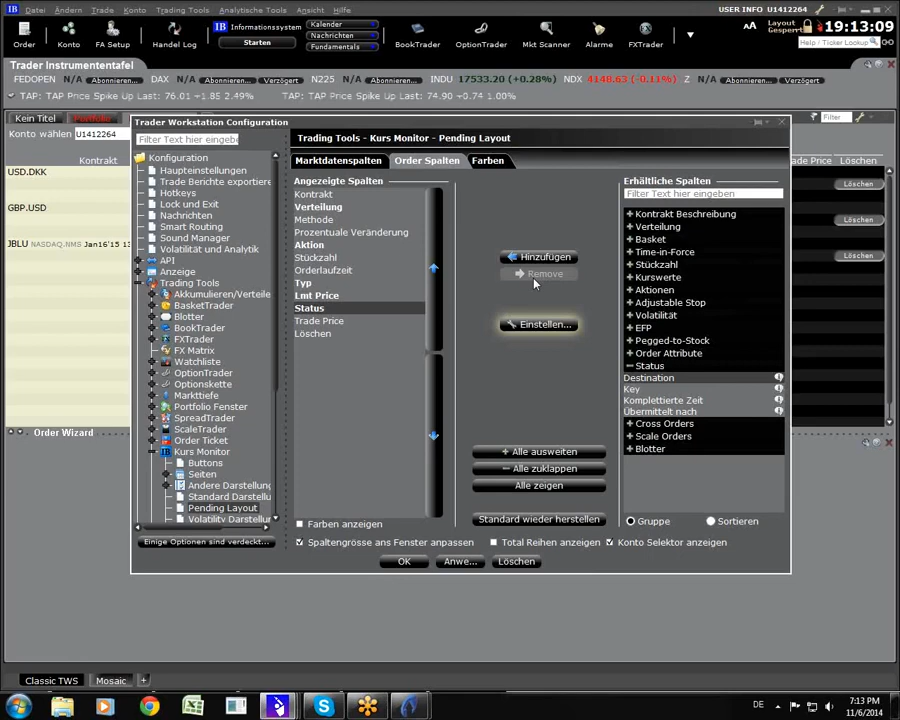 Datei Ändern Trade Konto Trading Tools Analytische Tools Ansicht Hilfe USER INFO U1412264
Order Konto FA Setup Handel Log
IB Informationssystem
Starten
Kalender
Nachrichten
Fundamentals
BookTrader OptionTrader Mkt Scanner Alarme FXTrader
AA Layout Gesperrt 19:13:09
Help / Ticker Lookup
Trader Instrumententafel
FEDOPEN N/A Abonnieren... DAX N/A Abonnieren... Verzögert N225 N/A Abonnieren... INDU 17533.20 (+0.28%) NDX 4148.63 (-0.11%) Z N/A Abonnieren... Verzögert
TAP: TAP Price Spike Up Last: 76.01 +1.85 2.49% TAP: TAP Price Spike Up Last: 74.90 +0.74 1.00%
Kein Titel Portfolio Filter
Konto wählen U1412264
Kontrakt
ade Price Löschen
USD.DKK Löschen
GBP.USD Löschen
JBLU NASDAQ.NMS Jan16'15 13 Löschen
Order Wizard
Trader Workstation Configuration
Filter Text hier eingebe
Konfiguration
Haupteinstellungen
Trade Berichte exportiere
Hotkeys
Lock und Exit
Nachrichten
Smart Routing
Sound Manager
Volatilität und Analytik
API
Anzeige
Trading Tools
Akkumulieren/Verteile
BasketTrader
Blotter
BookTrader
FXTrader
FX Matrix
Watchliste
OptionTrader
Optionskette
Markttiefe
Portfolio Fenster
SpreadTrader
ScaleTrader
Order Ticket
Kurs Monitor
Buttons
Seiten
Andere Darstellung
Standard Darstellu
Pending Layout
Volatility Darstellur
Einige Optionen sind verdeckt...
Trading Tools - Kurs Monitor - Pending Layout
Marktdatenspalten Order Spalten Farben
Angezeigte Spalten
Kontrakt
Verteilung
Methode
Prozentuale Veränderung
Aktion
Stückzahl
Orderlaufzeit
Typ
Lmt Price
Status
Trade Price
Löschen
Farben anzeigen
Hinzufügen
Remove
Einstellen...
Alle ausweiten
Alle zuklappen
Alle zeigen
Standard wieder herstellen
Erhältliche Spalten
Filter Text hier eingeben
Kontrakt Beschreibung
Verteilung
Basket
Time-in-Force
Stückzahl
Kurswerte
Aktionen
Adjustable Stop
Volatilität
EFP
Pegged-to-Stock
Order Attribute
Status
Destination
Key
Komplettierte Zeit
Übermittelt nach
Cross Orders
Scale Orders
Blotter
Gruppe Sortieren
Spaltengrösse ans Fenster anpassen Total Reihen anzeigen Konto Selektor anzeigen
OK Anwe... Löschen
Classic TWS Mosaic +
DE 7:13 PM
11/6/2014